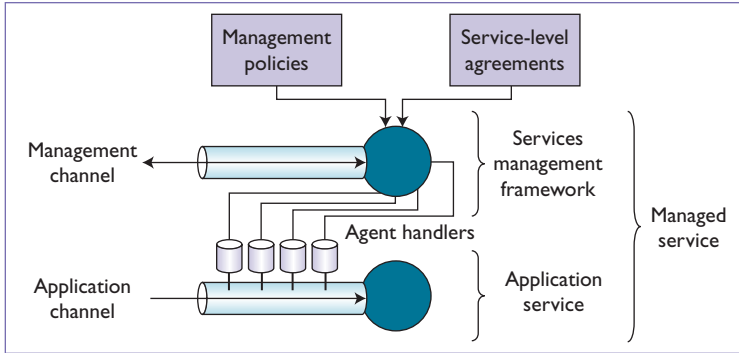 Management
policies
Service-level
agreements
Management
channel
Services
management
framework
Managed
service
Agent handlers
Application
channel
Application
service